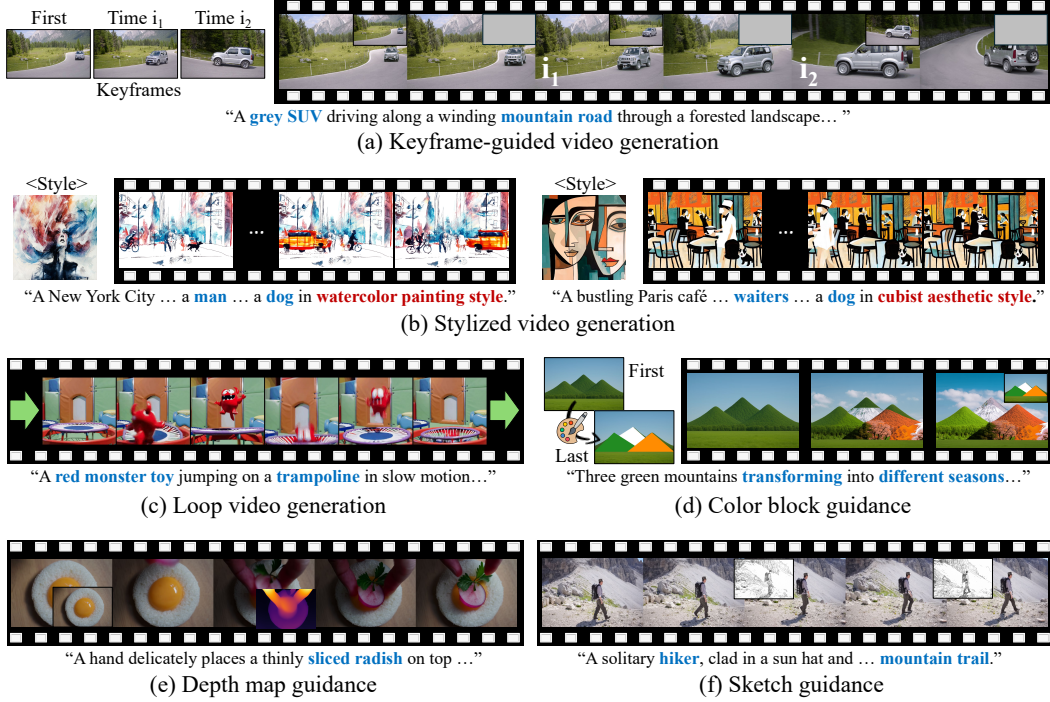 First Time i₁ Time i₂
Keyframes
i₁
i₂
“A grey SUV driving along a winding mountain road through a forested landscape… ”
(a) Keyframe-guided video generation
<Style>
...
“A New York City … a man … a dog in watercolor painting style.”
<Style>
...
“A bustling Paris café … waiters … a dog in cubist aesthetic style.”
(b) Stylized video generation
“A red monster toy jumping on a trampoline in slow motion…”
(c) Loop video generation
First
Last
“Three green mountains transforming into different seasons…”
(d) Color block guidance
“A hand delicately places a thinly sliced radish on top …”
(e) Depth map guidance
“A solitary hiker, clad in a sun hat and … mountain trail.”
(f) Sketch guidance